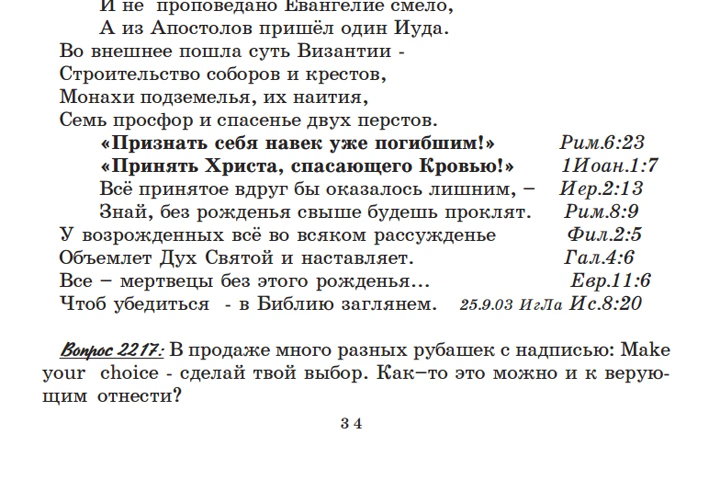 И не проповедано Евангелие смело,
А из Апостолов пришёл один Иуда.
Во внешнее пошла суть Византии -
Строительство соборов и крестов,
Монахи подземелья, их наития,
Семь просфор и спасенье двух перстов.
«Признать себя навек уже погибшим!» Рим.6:23
«Принять Христа, спасающего Кровью!» 1Иоан.1:7
Всё принятое вдруг бы оказалось лишним, – Иер.2:13
Знай, без рожденья свыше будешь проклят. Рим.8:9
У возрожденных всё во всяком рассужденье Фил.2:5
Объемлет Дух Святой и наставляет. Гал.4:6
Все – мертвецы без этого рожденья... Евр.11:6
Чтоб убедиться - в Библию заглянем. 25.9.03 ИгЛа Ис.8:20
Вопрос 2217: В продаже много разных рубашек с надписью: Make
your choice - сделай твой выбор. Как–то это можно и к верую-
щим отнести?
34